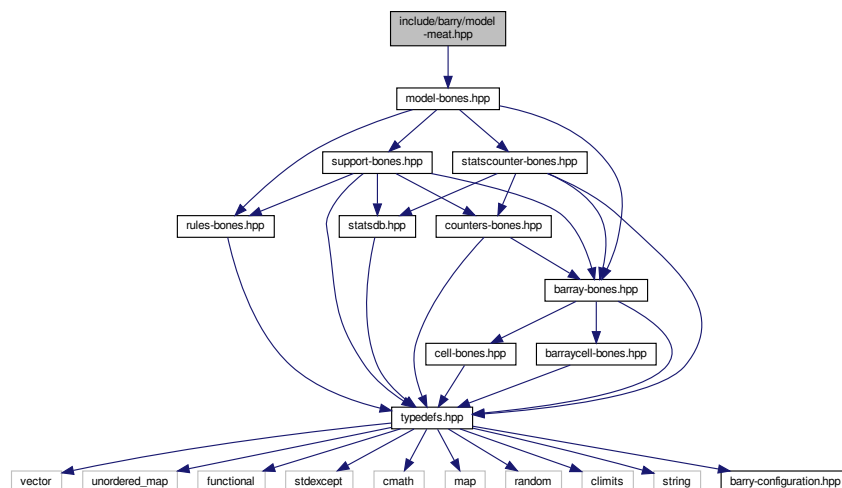 include/barry/model
-meat.hpp
model-bones.hpp
support-bones.hpp
statscounter-bones.hpp
rules-bones.hpp
statsdb.hpp
counters-bones.hpp
barray-bones.hpp
cell-bones.hpp
barraycell-bones.hpp
typedefs.hpp
vector
unordered_map
functional
stdexcept
cmath
map
random
climits
string
barry-configuration.hpp